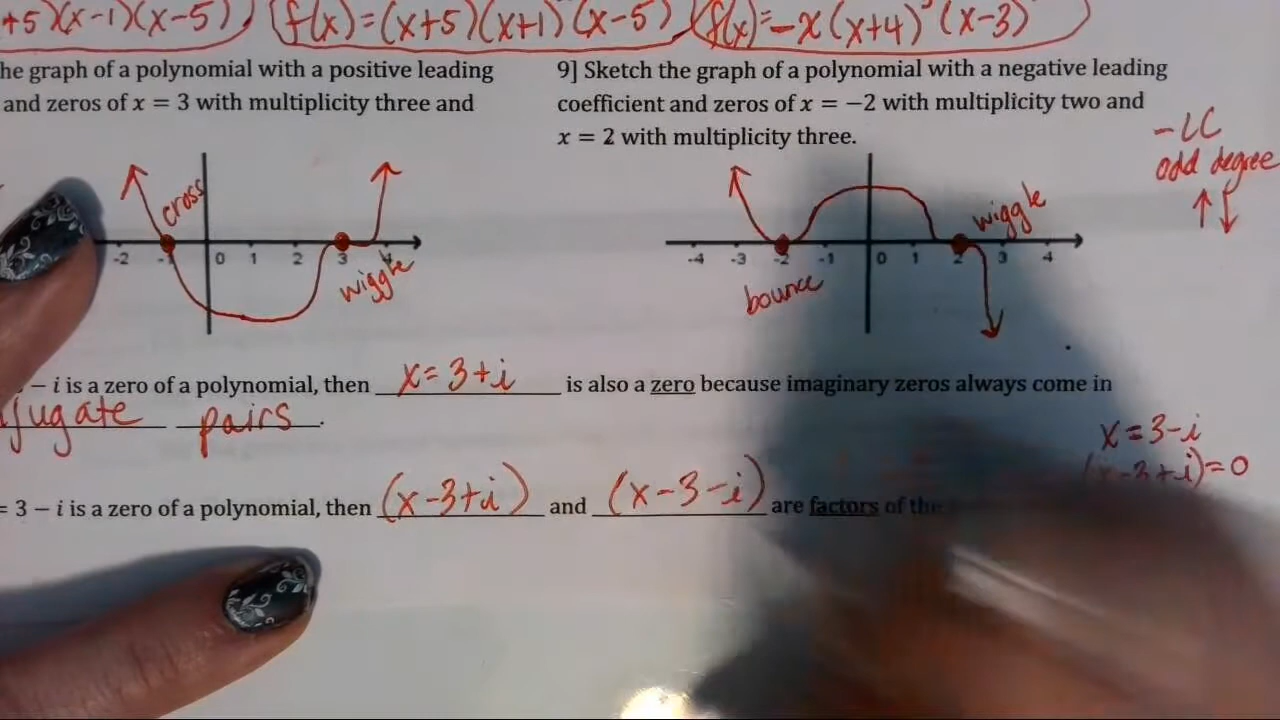 +5)(x-1)(x-5) f(x)=(x+5)(x+1) (x-5) f(x)=-x(x+4) (x-3)
he graph of a polynomial with a positive leading
and zeros of x = 3 with multiplicity three and
9] Sketch the graph of a polynomial with a negative leading
coefficient and zeros of x = −2 with multiplicity two and
x = 2 with multiplicity three.
-LC
odd degree
cross
-2 0 1 2 3
wiggle
wiggle
-4 -3 -2 -1 0 1 2 3 4
bounce
− i is a zero of a polynomial, then x=3+i is also a zero because imaginary zeros always come in
jugate pairs.
x=3-i
(x-3+i)=0
= 3 − i is a zero of a polynomial, then (x-3+i) and (x-3-i) are factors of the